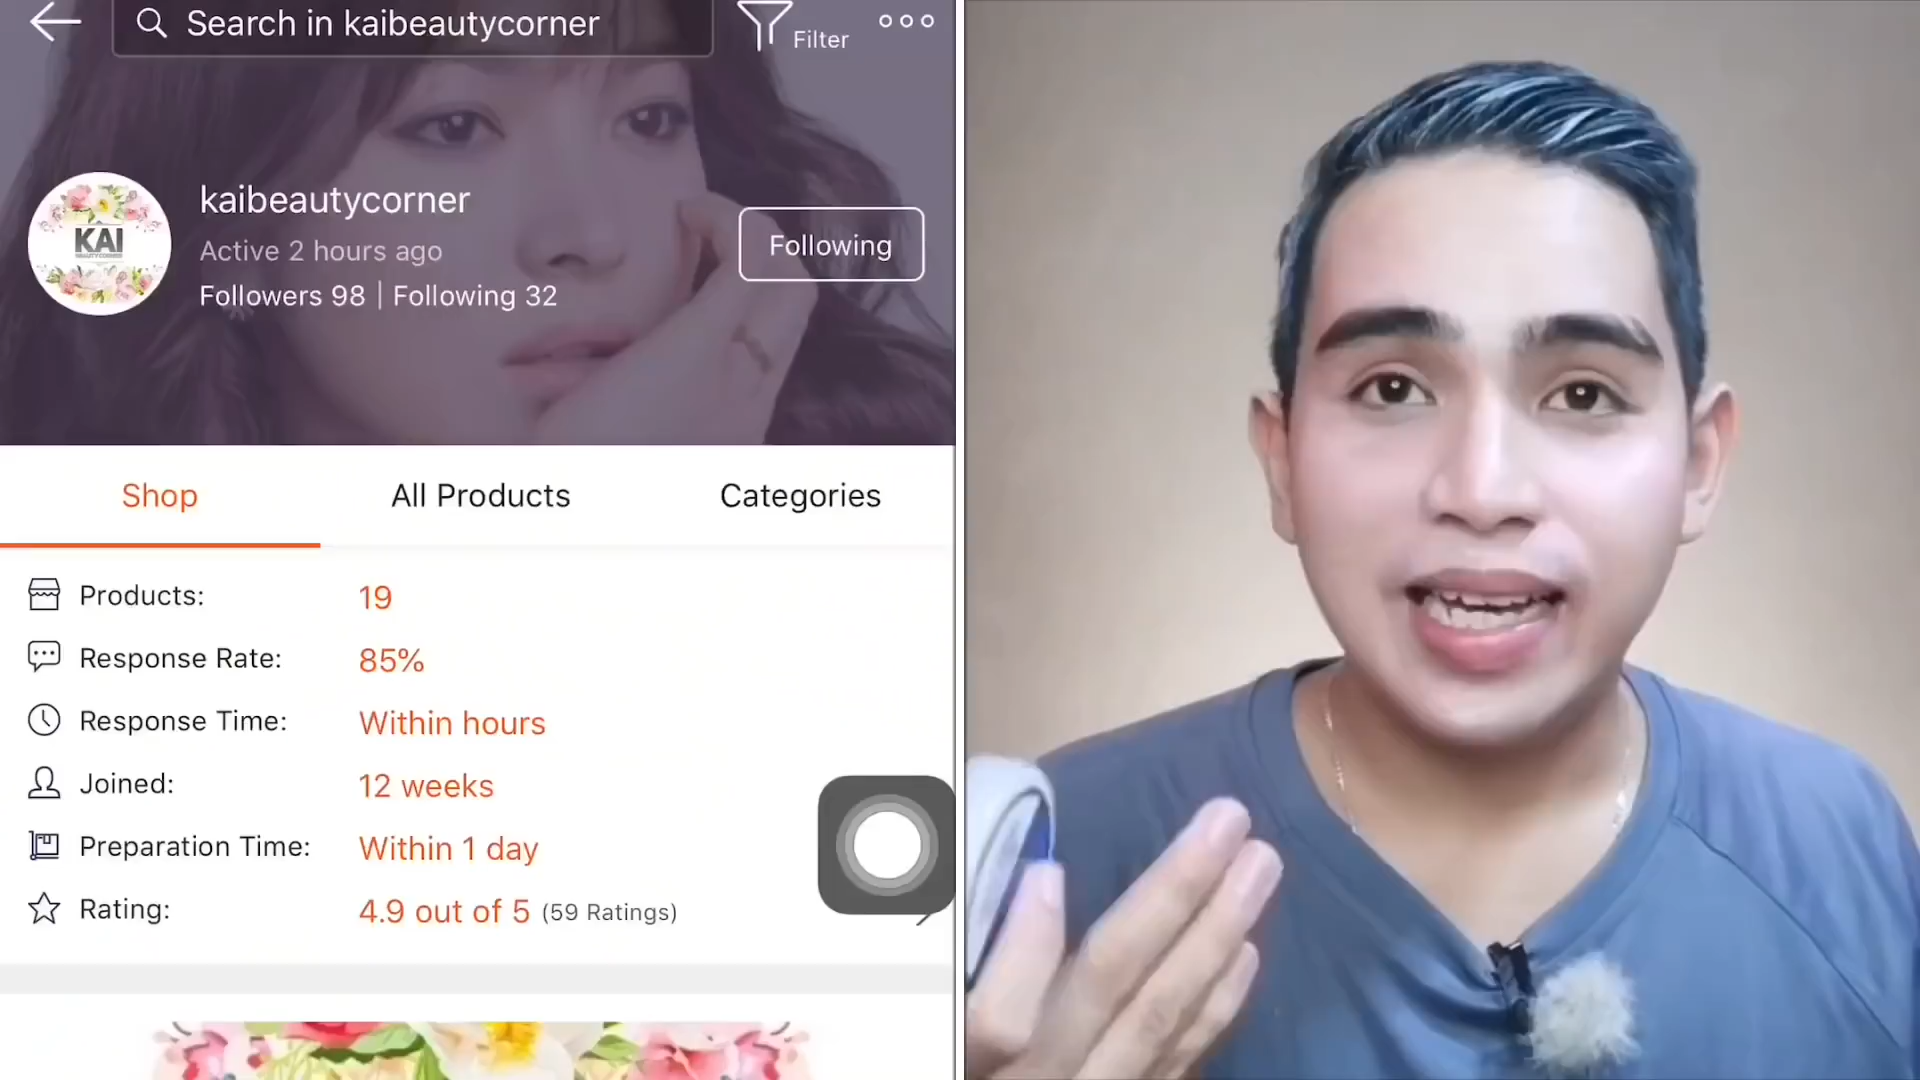 Search in kaibeautycorner
Filter
kaibeautycorner
Active 2 hours ago
Followers 98 | Following 32
Following
KAI
BEAUTYCORNER
Shop
All Products
Categories
Products: 19
Response Rate: 85%
Response Time: Within hours
Joined: 12 weeks
Preparation Time: Within 1 day
Rating: 4.9 out of 5 (59 Ratings)